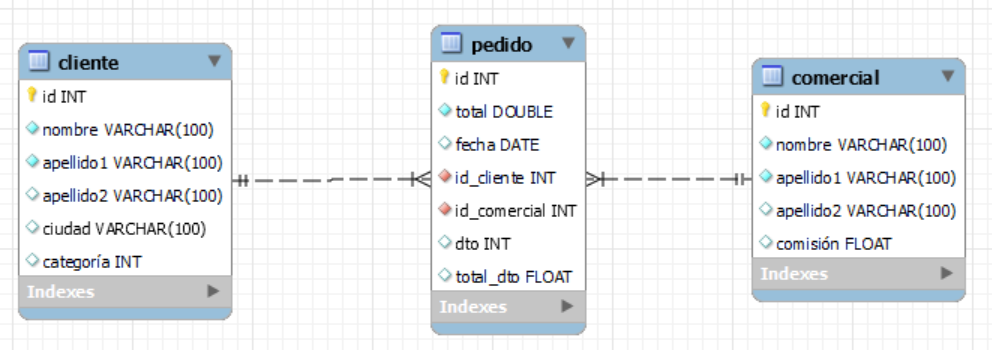 cliente
id INT
nombre VARCHAR(100)
apellido1 VARCHAR(100)
apellido2 VARCHAR(100)
ciudad VARCHAR(100)
categoría INT
Indexes
pedido
id INT
total DOUBLE
fecha DATE
id_cliente INT
id_comercial INT
dto INT
total_dto FLOAT
Indexes
comercial
id INT
nombre VARCHAR(100)
apellido1 VARCHAR(100)
apellido2 VARCHAR(100)
comisión FLOAT
Indexes